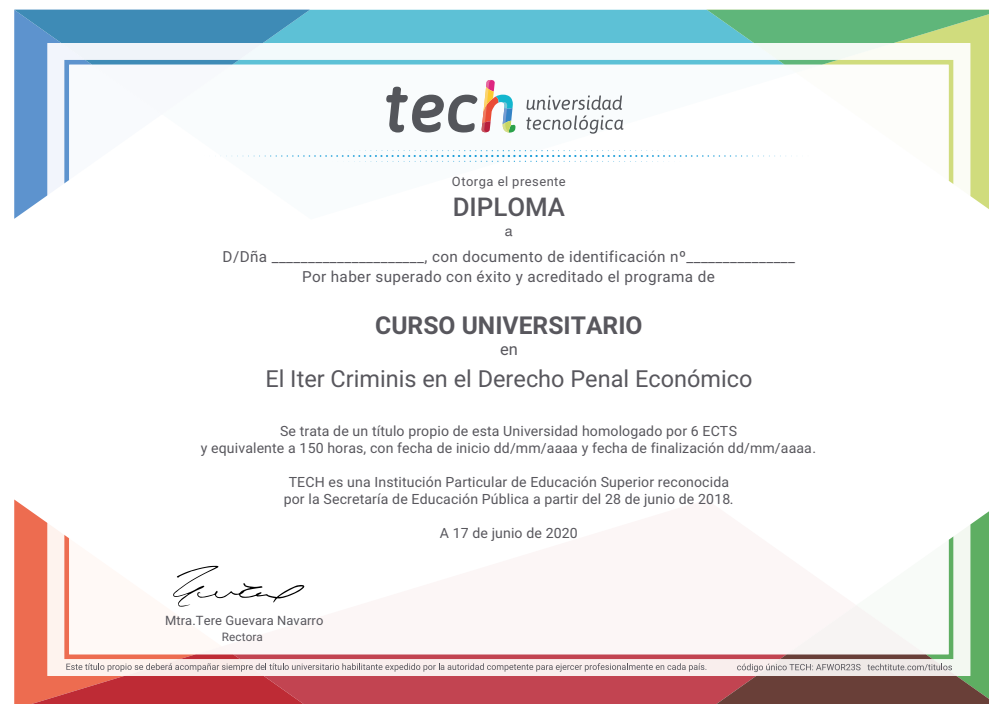 tech universidad
tecnológica
Otorga el presente
DIPLOMA
a
D/Dña _____________________, con documento de identificación nº_______________
Por haber superado con éxito y acreditado el programa de
CURSO UNIVERSITARIO
en
El Iter Criminis en el Derecho Penal Económico
Se trata de un título propio de esta Universidad homologado por 6 ECTS
y equivalente a 150 horas, con fecha de inicio dd/mm/aaaa y fecha de finalización dd/mm/aaaa.
TECH es una Institución Particular de Educación Superior reconocida
por la Secretaría de Educación Pública a partir del 28 de junio de 2018.
A 17 de junio de 2020
Mtra.Tere Guevara Navarro
Rectora
Este título propio se deberá acompañar siempre del título universitario habilitante expedido por la autoridad competente para ejercer profesionalmente en cada país. código único TECH: AFWOR23S techtitute.com/titulos